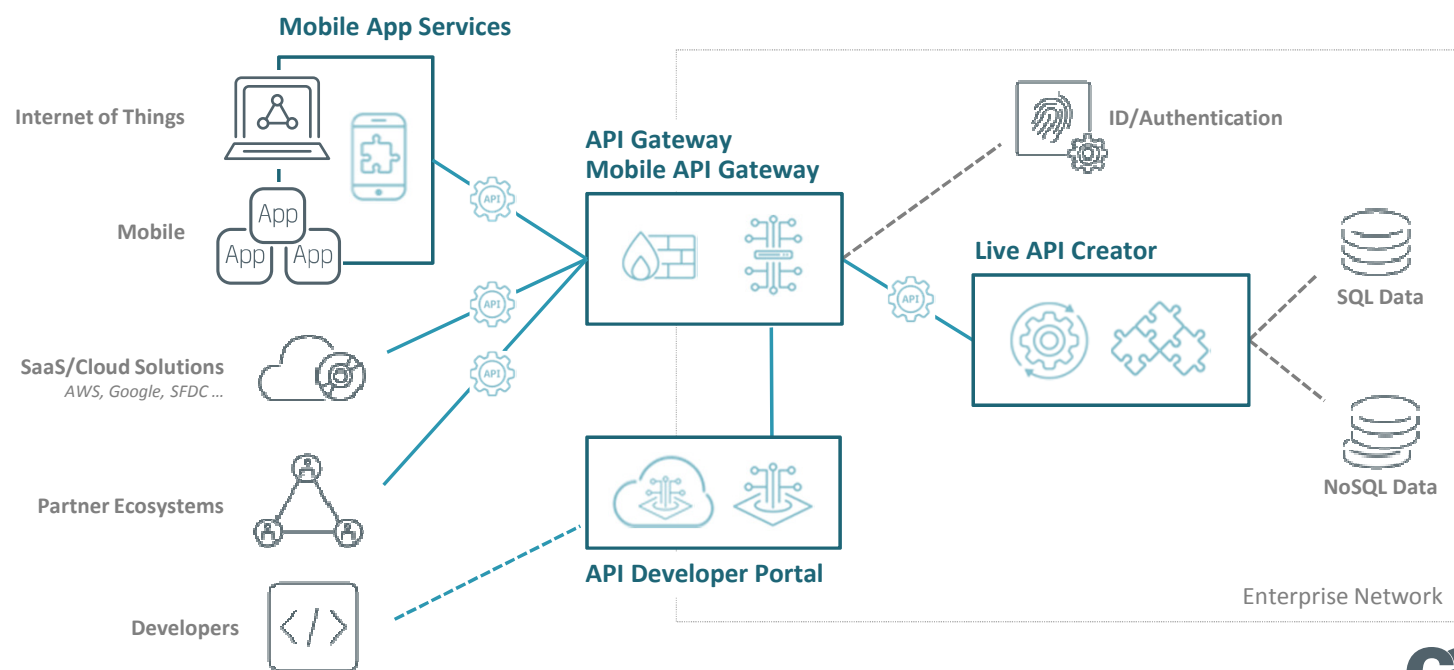 Mobile App Services
Internet of Things
Mobile
App
App
App
SaaS/Cloud Solutions
AWS, Google, SFDC ...
Partner Ecosystems
Developers
</>
API
API
API
API Gateway
Mobile API Gateway
API Developer Portal
ID/Authentication
API
Live API Creator
SQL Data
NoSQL Data
Enterprise Network